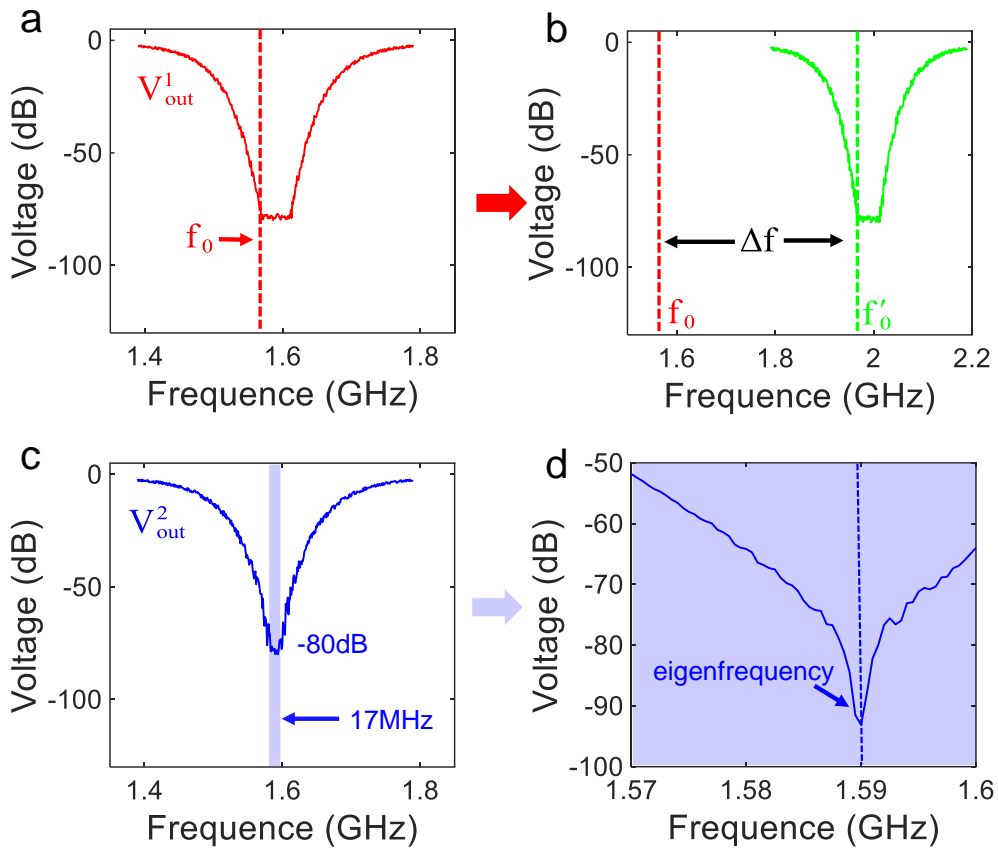 a
0
-50
-100
Voltage (dB)
V¹out
f₀
1.4
1.6
1.8
Frequence (GHz)
b
0
-50
-100
Voltage (dB)
Δf
f₀
f₀′
1.6
1.8
2
2.2
Frequence (GHz)
c
0
-50
-100
Voltage (dB)
V²out
-80dB
17MHz
1.4
1.6
1.8
Frequence (GHz)
d
-50
-60
-70
-80
-90
-100
Voltage (dB)
eigenfrequency
1.57
1.58
1.59
1.6
Frequence (GHz)